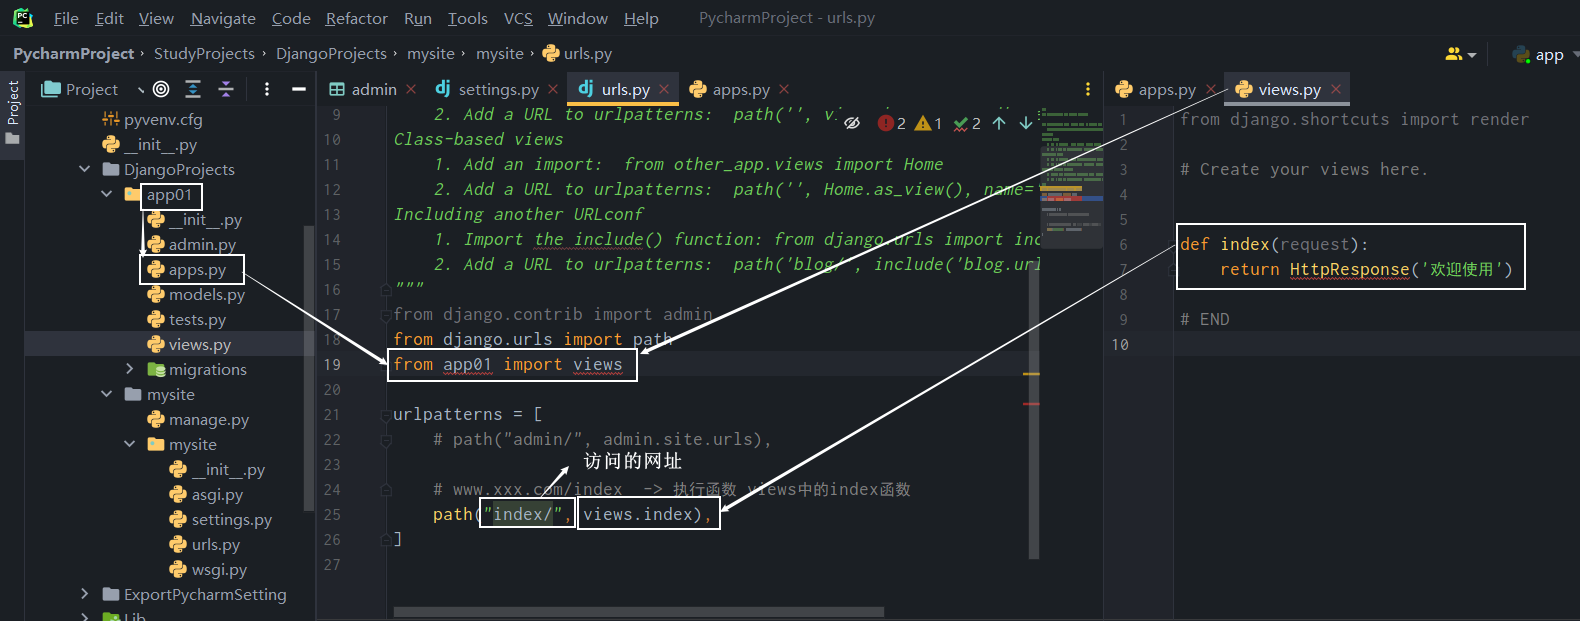 File Edit View Navigate Code Refactor Run Tools VCS Window Help PycharmProject - urls.py
PycharmProject › StudyProjects › DjangoProjects › mysite › mysite › urls.py
app
Project
Project
pyvenv.cfg
__init__.py
DjangoProjects
app01
__init__.py
admin.py
apps.py
models.py
tests.py
views.py
migrations
mysite
manage.py
mysite
__init__.py
asgi.py
settings.py
urls.py
wsgi.py
ExportPycharmSetting
Lib
admin settings.py urls.py apps.py
2 1 2
9 2. Add a URL to urlpatterns:  path('',
10 Class-based views
11 1. Add an import:  from other_app.views import Home
12 2. Add a URL to urlpatterns:  path('', Home.as_view(), name='
13 Including another URLconf
14 1. Import the include() function: from django.urls import inc
15 2. Add a URL to urlpatterns:  path('blog/', include('blog.url
16 """
17 from django.contrib import admin
18 from django.urls import path
19 from app01 import views
20
21 urlpatterns = [
22 # path("admin/", admin.site.urls),
23
访问的网址
24 # www.xxx.com/index  -> 执行函数 views中的index函数
25 path("index/", views.index),
26 ]
27
apps.py views.py
1 from django.shortcuts import render
2
3 # Create your views here.
4
5
6 def index(request):
7 return HttpResponse('欢迎使用')
8
9 # END
10